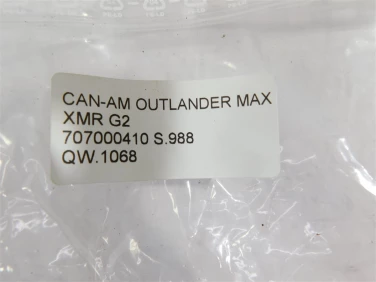 CAN-AM OUTLANDER MAX
XMR G2
707000410 S.988
QW.1068